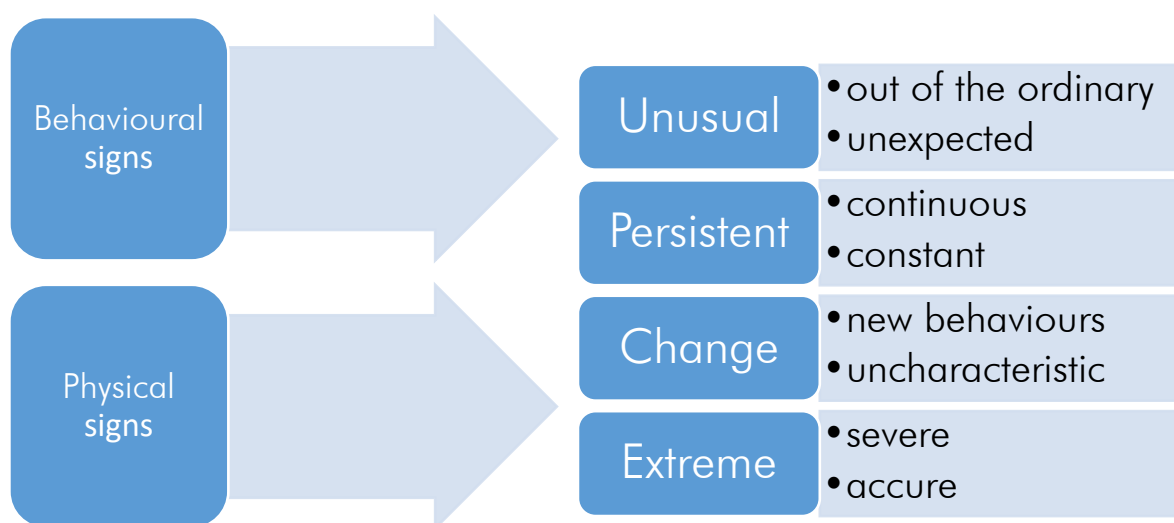 Behavioural
signs
Physical
signs
Unusual
• out of the ordinary
• unexpected
Persistent
• continuous
• constant
Change
• new behaviours
• uncharacteristic
Extreme
• severe
• accure